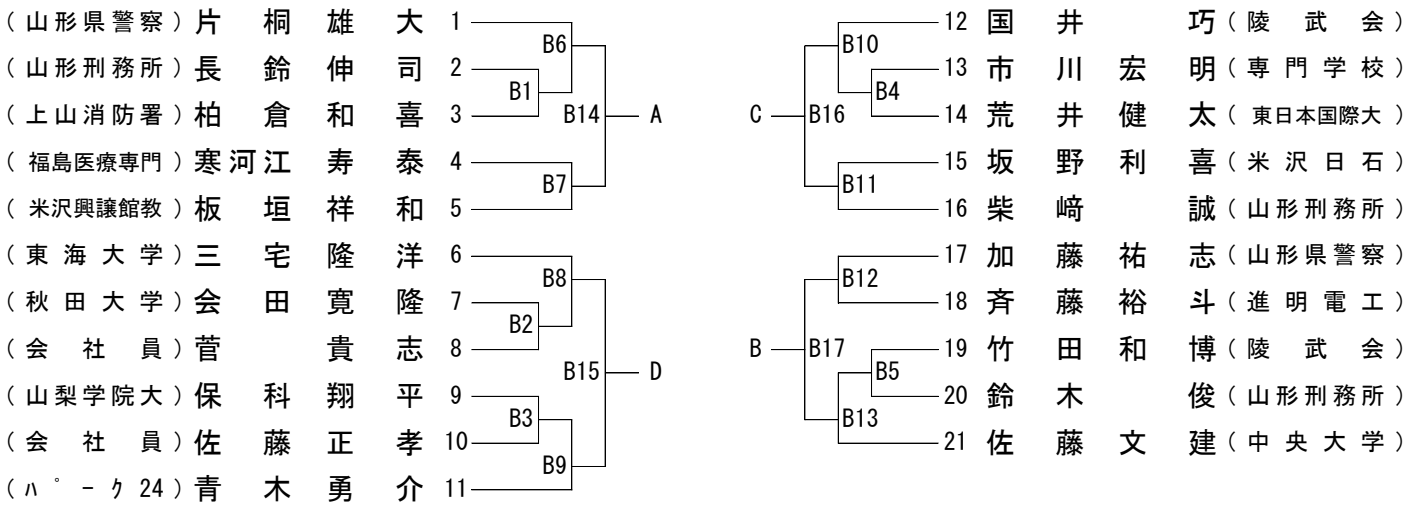 （山形県警察）片桐雄大 1
（山形刑務所）長鈴伸司 2
（上山消防署）柏倉和喜 3
（福島医療専門）寒河江寿泰 4
（米沢興譲館教）板垣祥和 5
（東海大学）三宅隆洋 6
（秋田大学）会田寛隆 7
（会社員）菅貴志 8
（山梨学院大）保科翔平 9
（会社員）佐藤正孝 10
（パーク24）青木勇介 11
B6
B1
B14
A
B7
B8
B2
B15
D
B3
B9
12 国井巧（陵武会）
13 市川宏明（専門学校）
14 荒井健太（東日本国際大）
15 坂野利喜（米沢日石）
16 柴﨑誠（山形刑務所）
17 加藤祐志（山形県警察）
18 斉藤裕斗（進明電工）
19 竹田和博（陵武会）
20 鈴木俊（山形刑務所）
21 佐藤文建（中央大学）
B10
B4
C
B16
B11
B12
B
B17
B5
B13